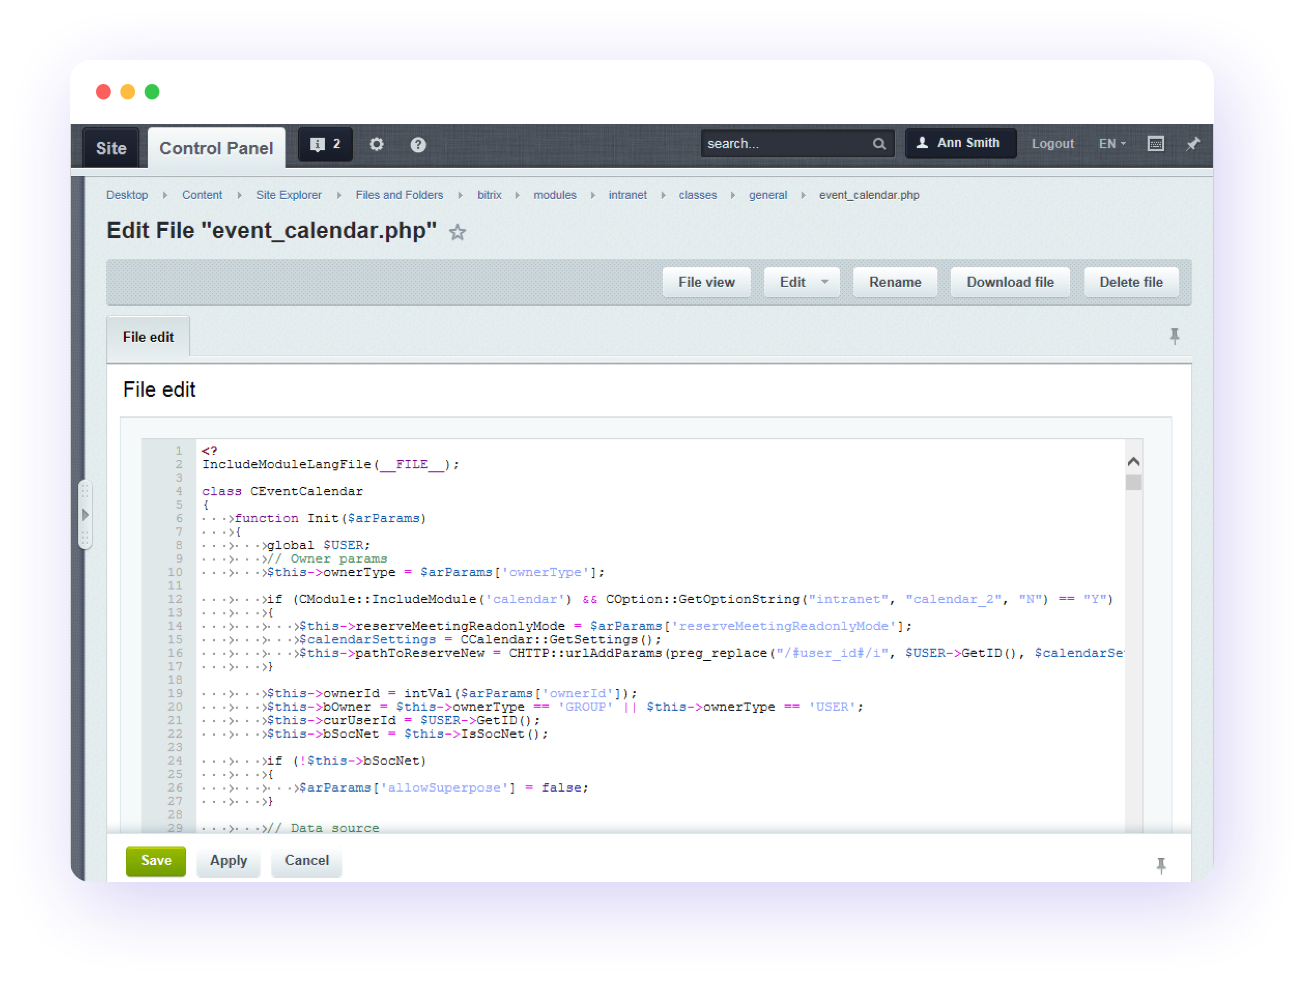 Site Control Panel 2 search... Ann Smith Logout EN
Desktop Content Site Explorer Files and Folders bitrix modules intranet classes general event_calendar.php
Edit File "event_calendar.php"
File view Edit Rename Download file Delete file
File edit
File edit
1 <?
2 IncludeModuleLangFile(__FILE__);
3
4 class CEventCalendar
5 {
6 function Init($arParams)
7 {
8 global $USER;
9 // Owner params
10 $this->ownerType = $arParams['ownerType'];
11
12 if (CModule::IncludeModule('calendar') && COption::GetOptionString("intranet", "calendar_2", "N") == "Y")
13 {
14 $this->reserveMeetingReadonlyMode = $arParams['reserveMeetingReadonlyMode'];
15 $calendarSettings = CCalendar::GetSettings();
16 $this->pathToReserveNew = CHTTP::urlAddParams(preg_replace("/#user_id#/i", $USER->GetID(), $calendarSe
17 }
18
19 $this->ownerId = intVal($arParams['ownerId']);
20 $this->bOwner = $this->ownerType == 'GROUP' || $this->ownerType == 'USER';
21 $this->curUserId = $USER->GetID();
22 $this->bSocNet = $this->IsSocNet();
23
24 if (!$this->bSocNet)
25 {
26 $arParams['allowSuperpose'] = false;
27 }
28
29 // Data source
Save Apply Cancel